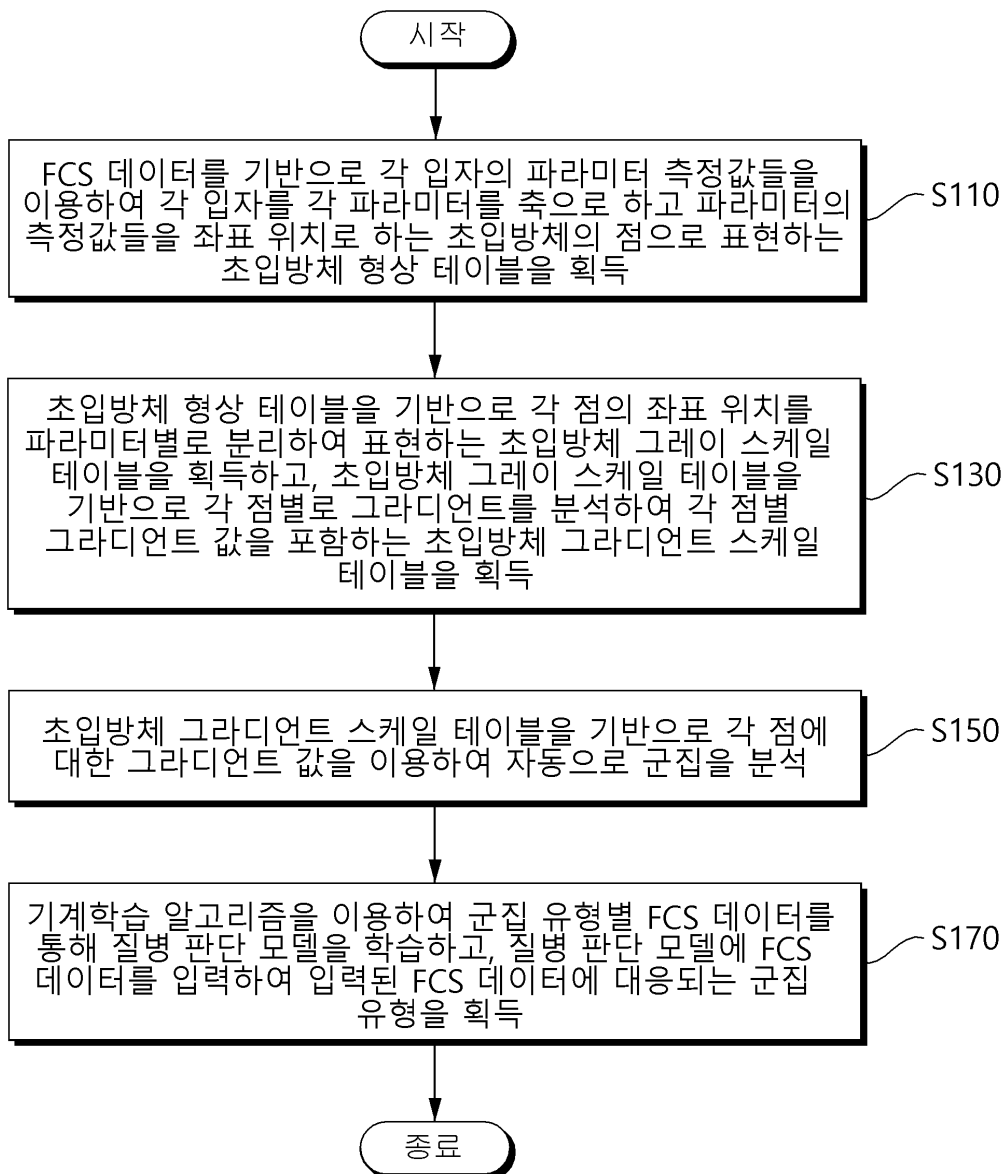 시작
FCS 데이터를 기반으로 각 입자의 파라미터 측정값들을
이용하여 각 입자를 각 파라미터를 축으로 하고 파라미터의
측정값들을 좌표 위치로 하는 초입방체의 점으로 표현하는
초입방체 형상 테이블을 획득
S110
초입방체 형상 테이블을 기반으로 각 점의 좌표 위치를
파라미터별로 분리하여 표현하는 초입방체 그레이 스케일
테이블을 획득하고, 초입방체 그레이 스케일 테이블을
기반으로 각 점별로 그라디언트를 분석하여 각 점별
그라디언트 값을 포함하는 초입방체 그라디언트 스케일
테이블을 획득
S130
초입방체 그라디언트 스케일 테이블을 기반으로 각 점에
대한 그라디언트 값을 이용하여 자동으로 군집을 분석
S150
기계학습 알고리즘을 이용하여 군집 유형별 FCS 데이터를
통해 질병 판단 모델을 학습하고, 질병 판단 모델에 FCS
데이터를 입력하여 입력된 FCS 데이터에 대응되는 군집
유형을 획득
S170
종료